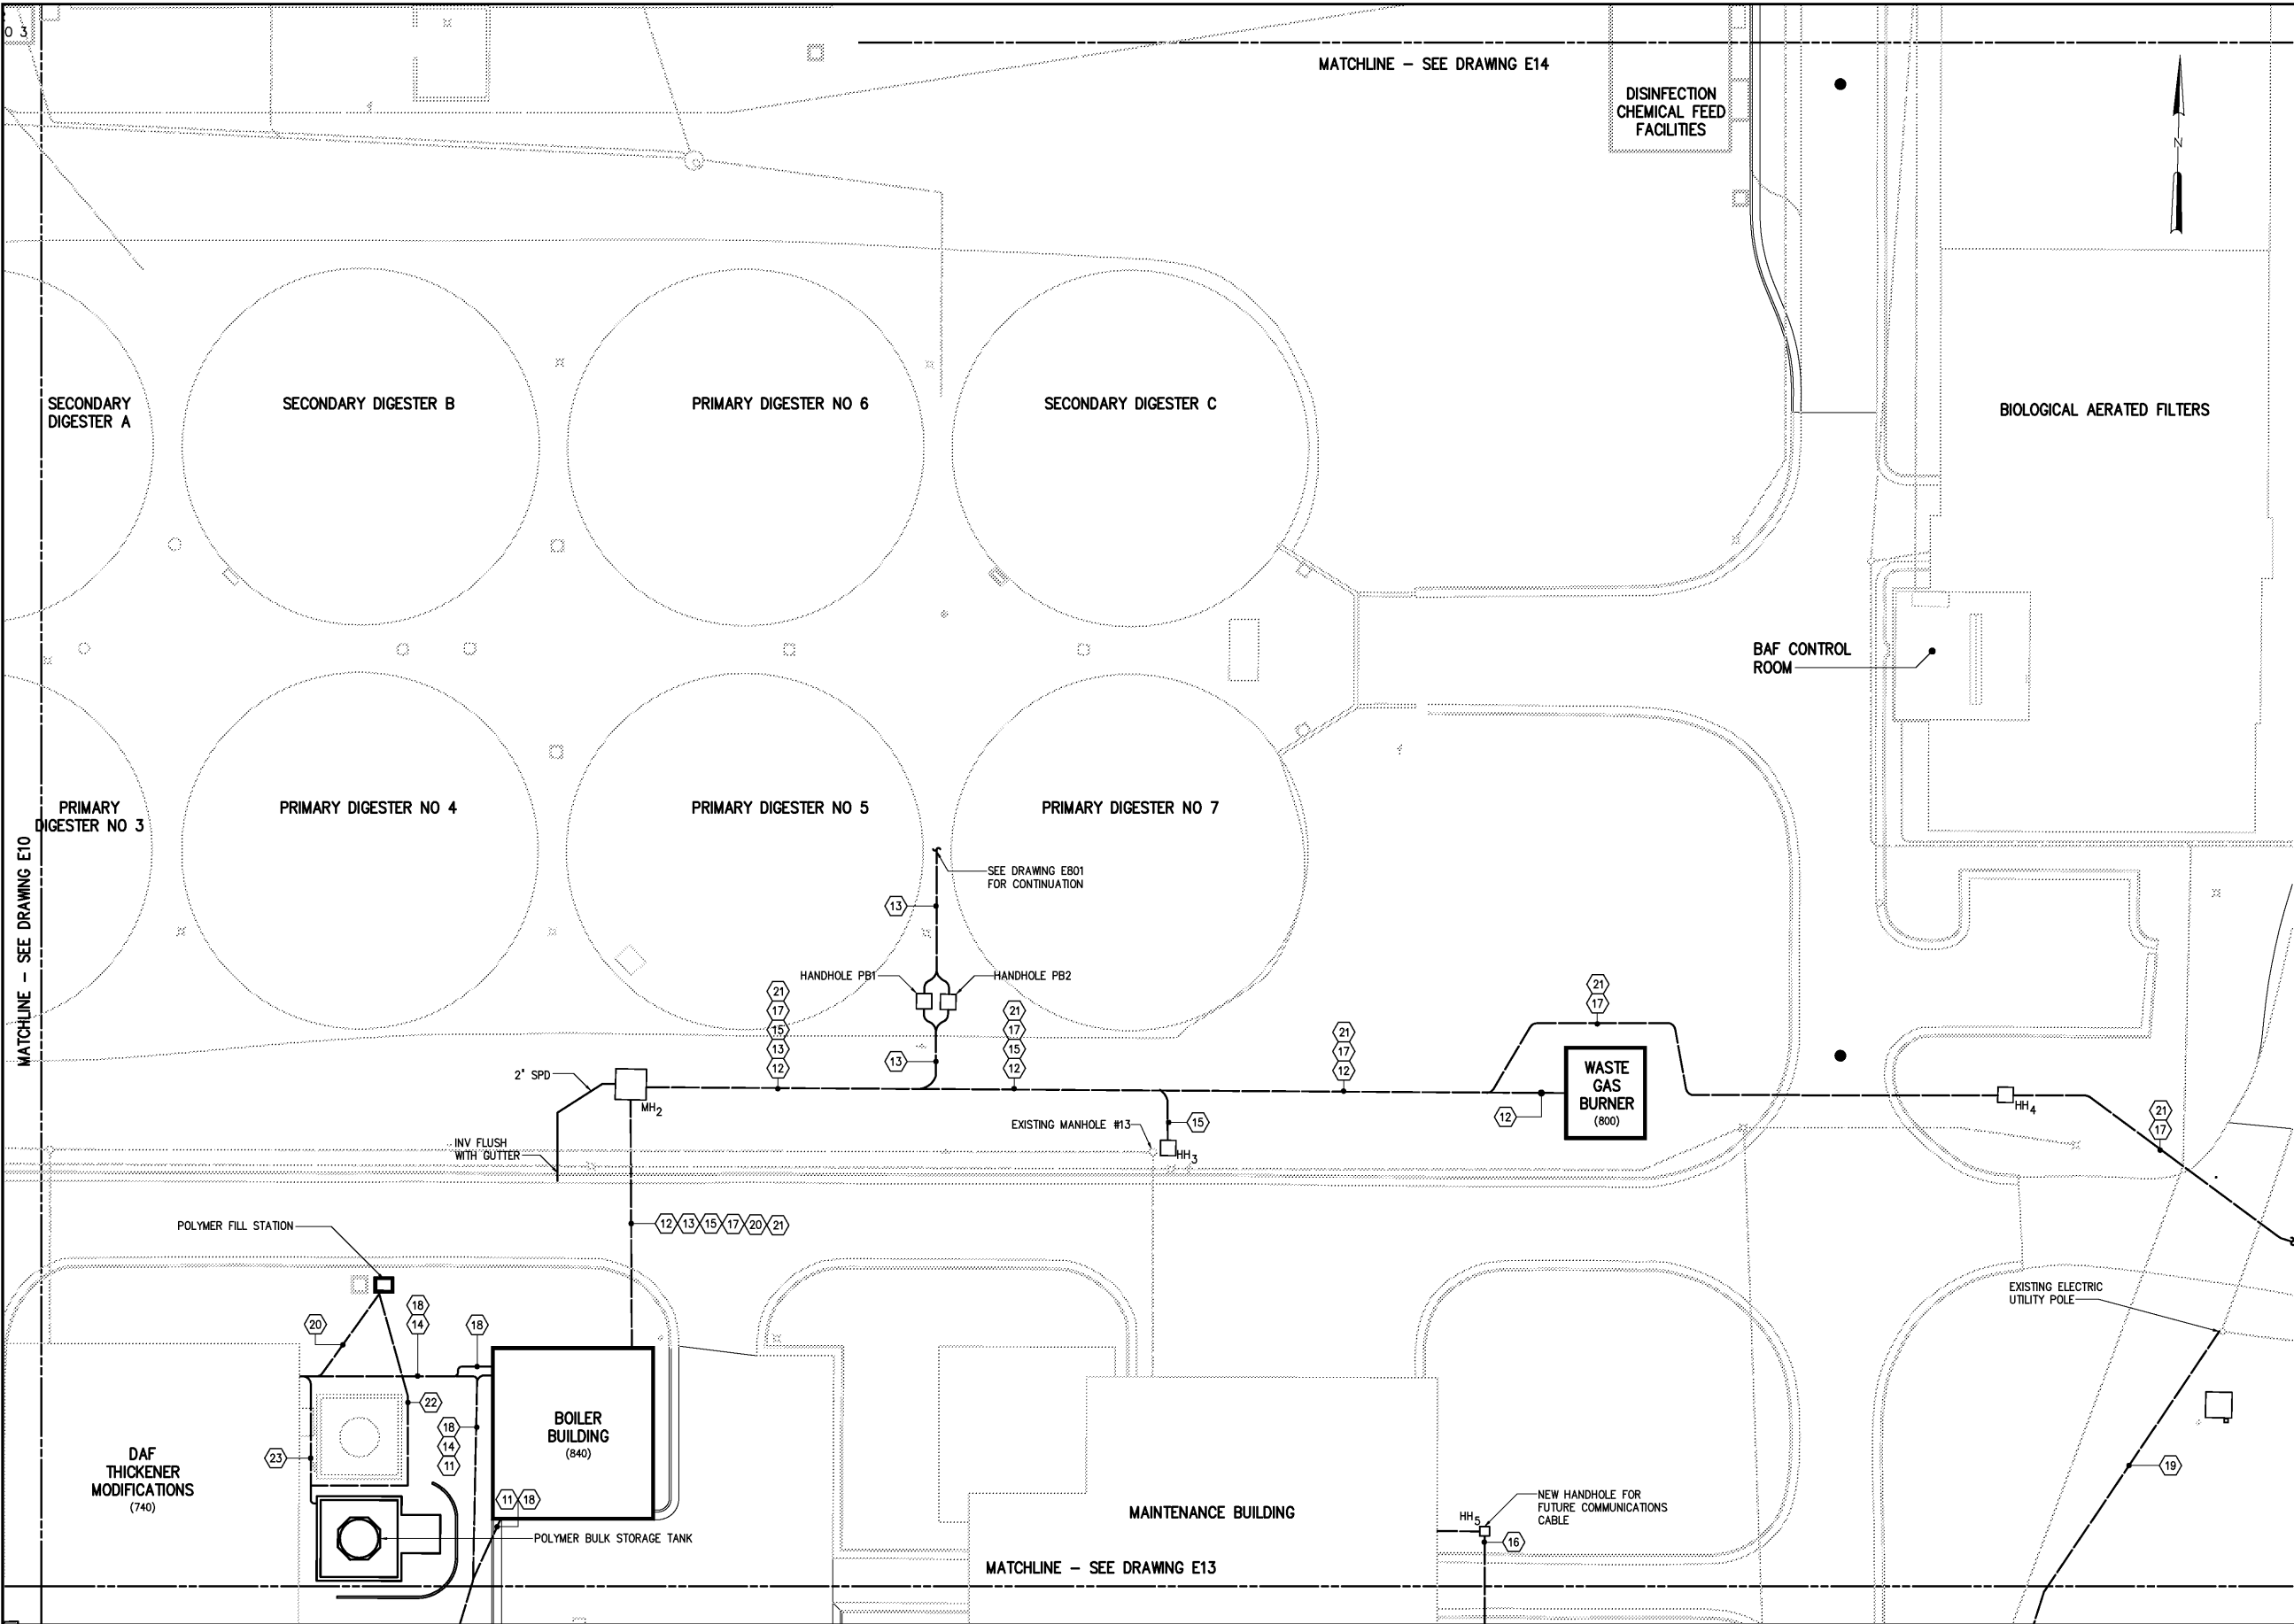 0 3
MATCHLINE – SEE DRAWING E14
DISINFECTION
CHEMICAL FEED
FACILITIES
N
SECONDARY
DIGESTER A
SECONDARY DIGESTER B
PRIMARY DIGESTER NO 6
SECONDARY DIGESTER C
BIOLOGICAL AERATED FILTERS
BAF CONTROL
ROOM
PRIMARY
DIGESTER NO 3
PRIMARY DIGESTER NO 4
PRIMARY DIGESTER NO 5
PRIMARY DIGESTER NO 7
MATCHLINE – SEE DRAWING E10
SEE DRAWING E801
FOR CONTINUATION
13
HANDHOLE PB1
HANDHOLE PB2
21
17
15
13
12
13
21
17
15
12
21
17
12
21
17
2" SPD
MH2
EXISTING MANHOLE #13
15
HH3
12
WASTE
GAS
BURNER
(800)
HH4
21
17
INV FLUSH
WITH GUTTER
12 13 15 17 20 21
POLYMER FILL STATION
EXISTING ELECTRIC
UTILITY POLE
20
18
14
18
22
18
14
11
23
BOILER
BUILDING
(840)
DAF
THICKENER
MODIFICATIONS
(740)
11 18
POLYMER BULK STORAGE TANK
MAINTENANCE BUILDING
HH5
NEW HANDHOLE FOR
FUTURE COMMUNICATIONS
CABLE
16
19
MATCHLINE – SEE DRAWING E13